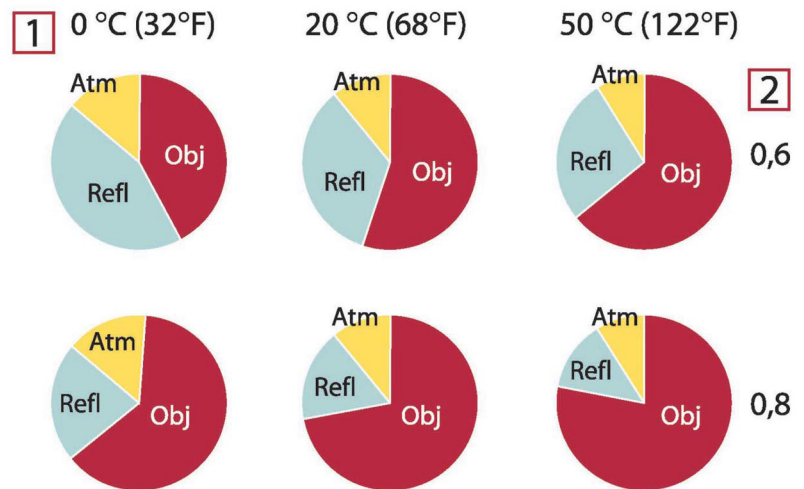 1 0 °C (32°F) 20 °C (68°F) 50 °C (122°F)
Atm Atm Atm 2
Obj Refl Obj Refl Obj 0,6
Refl
Atm Atm Atm
Refl Obj Refl Obj Refl Obj 0,8